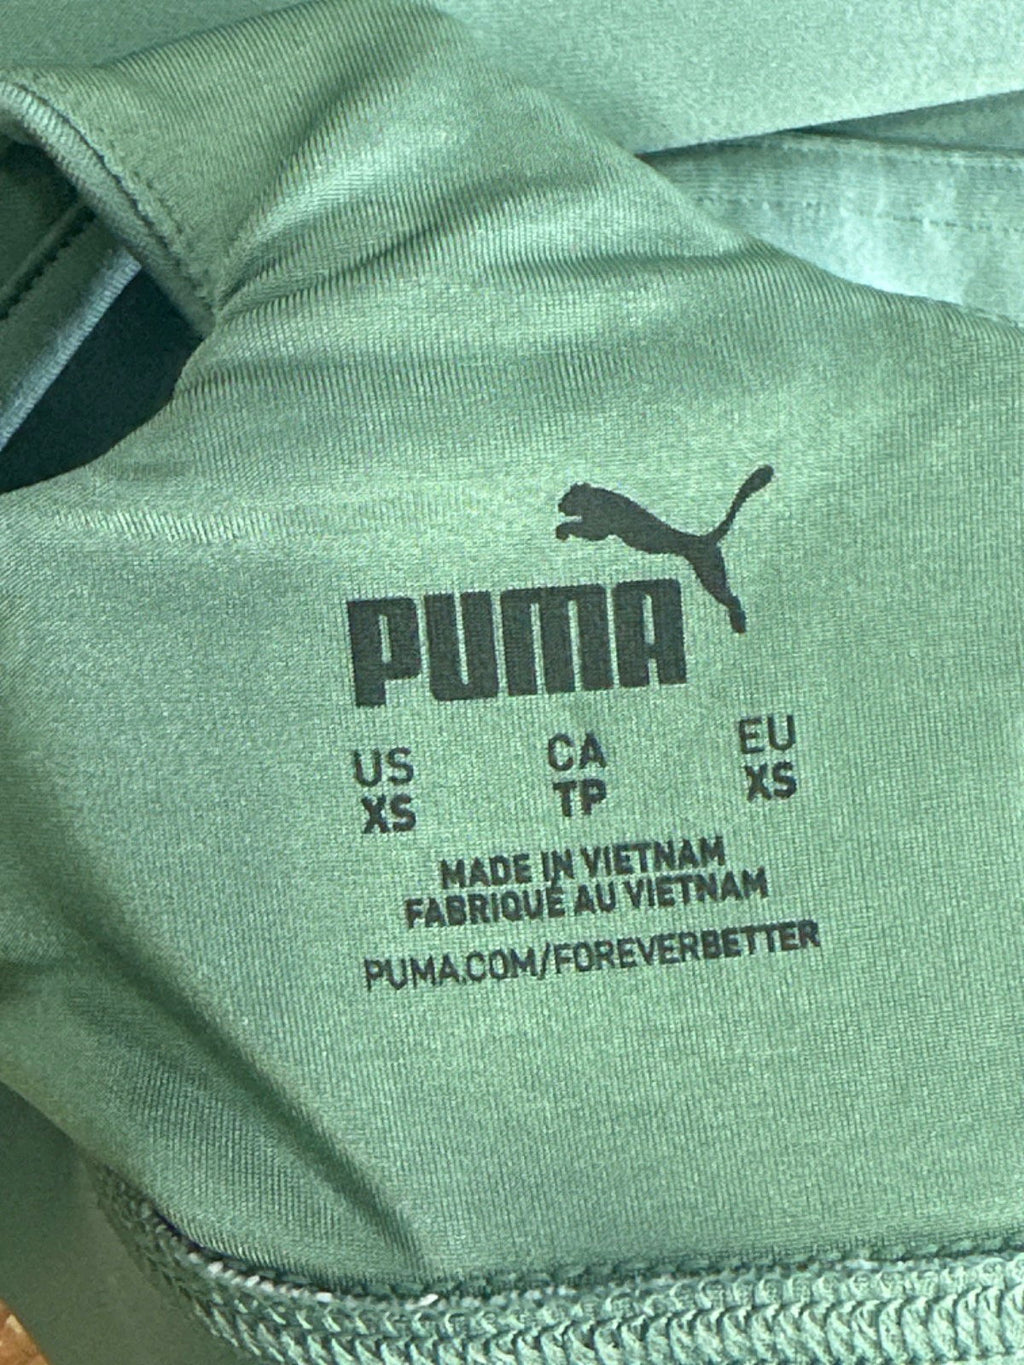 PUMA
US CA EU
XS TP XS
MADE IN VIETNAM
FABRIQUÉ AU VIETNAM
PUMA.COM/FOREVERBETTER